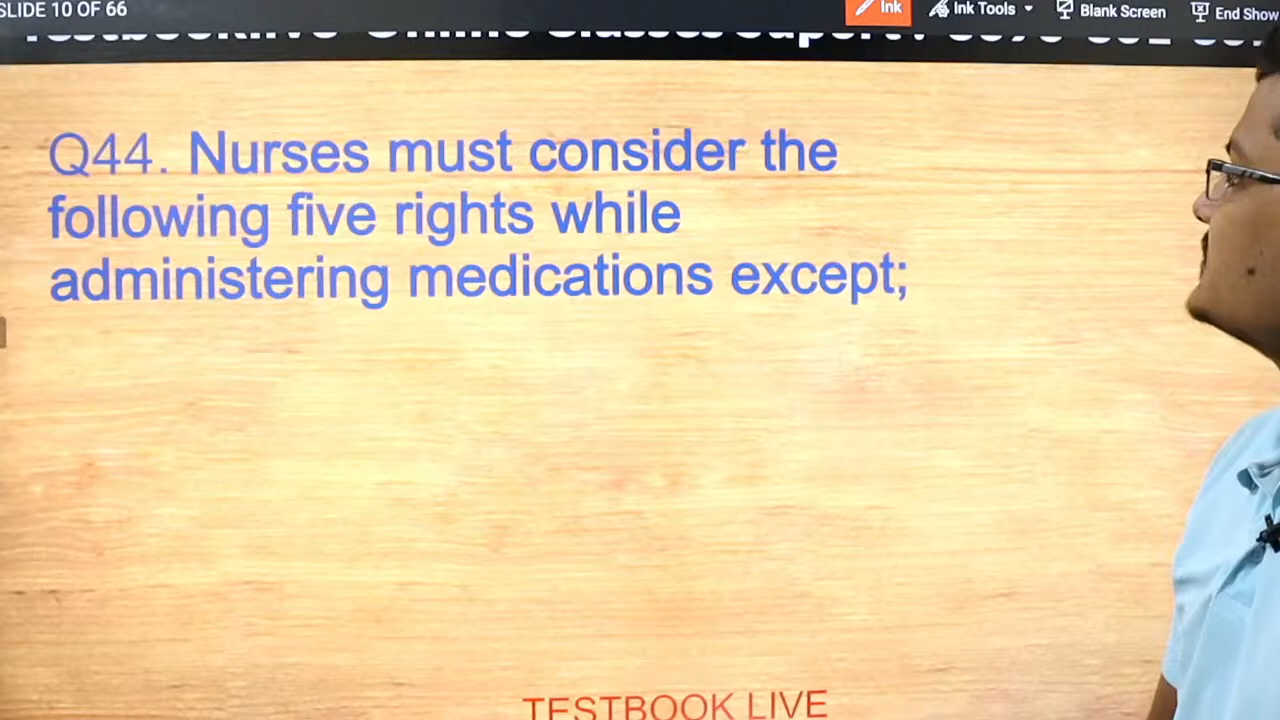 SLIDE 10 OF 66
Ink
Ink Tools
Blank Screen
End Show
Q44. Nurses must consider the
following five rights while
administering medications except;
TESTBOOK LIVE